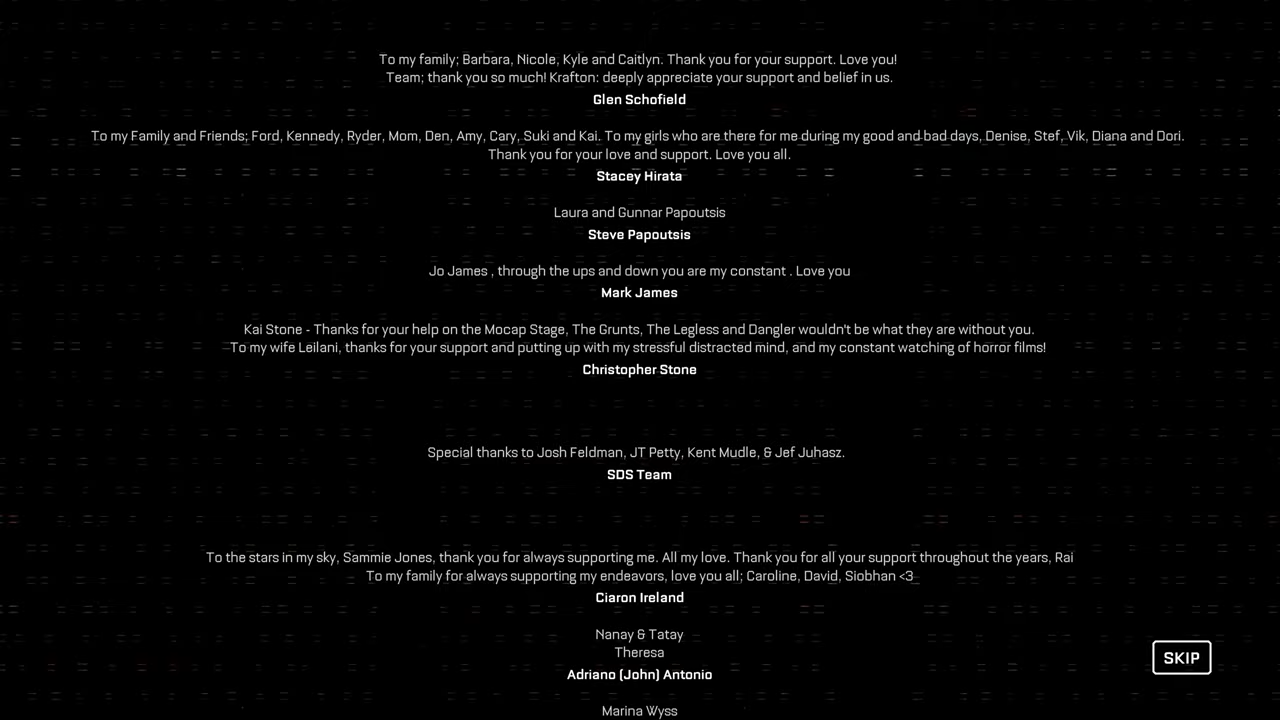 To my family; Barbara, Nicole, Kyle and Caitlyn. Thank you for your support. Love you!
Team; thank you so much! Krafton: deeply appreciate your support and belief in us.
Glen Schofield
To my Family and Friends; Ford, Kennedy, Ryder, Mom, Den, Amy, Cary, Suki and Kai. To my girls who are there for me during my good and bad days, Denise, Stef, Vik, Diana and Dori.
Thank you for your love and support. Love you all.
Stacey Hirata
Laura and Gunnar Papoutsis
Steve Papoutsis
Jo James , through the ups and down you are my constant . Love you
Mark James
Kai Stone - Thanks for your help on the Mocap Stage, The Grunts, The Legless and Dangler wouldn't be what they are without you.
To my wife Leilani, thanks for your support and putting up with my stressful distracted mind, and my constant watching of horror films!
Christopher Stone
Special thanks to Josh Feldman, JT Petty, Kent Mudle, & Jef Juhasz.
SDS Team
To the stars in my sky, Sammie Jones, thank you for always supporting me. All my love. Thank you for all your support throughout the years, Rai
To my family for always supporting my endeavors, love you all; Caroline, David, Siobhan <3
Ciaron Ireland
Nanay & Tatay
Theresa
SKIP
Adriano (John) Antonio
Marina Wyss